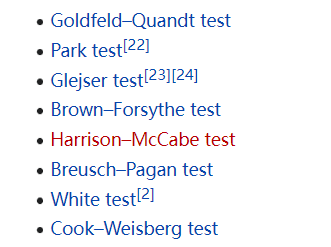 • Goldfeld–Quandt test
• Park test[22]
• Glejser test[23][24]
• Brown–Forsythe test
• Harrison–McCabe test
• Breusch–Pagan test
• White test[2]
• Cook–Weisberg test